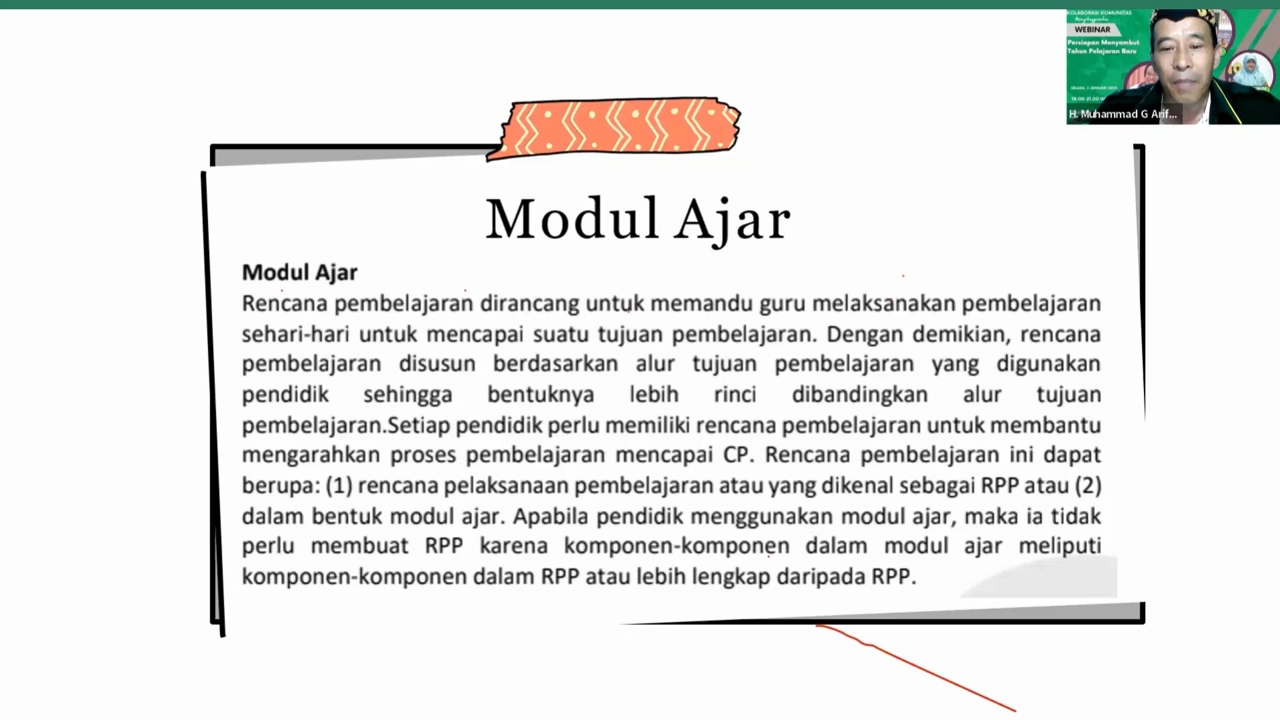 KOLABORASI KOMUNITAS
WEBINAR
Persiapan Menyambut
Tahun Pelajaran Baru
H. Muhammad G Arif...
Modul Ajar
Modul Ajar
Rencana pembelajaran dirancang untuk memandu guru melaksanakan pembelajaran
sehari-hari untuk mencapai suatu tujuan pembelajaran. Dengan demikian, rencana
pembelajaran disusun berdasarkan alur tujuan pembelajaran yang digunakan
pendidik sehingga bentuknya lebih rinci dibandingkan alur tujuan
pembelajaran.Setiap pendidik perlu memiliki rencana pembelajaran untuk membantu
mengarahkan proses pembelajaran mencapai CP. Rencana pembelajaran ini dapat
berupa: (1) rencana pelaksanaan pembelajaran atau yang dikenal sebagai RPP atau (2)
dalam bentuk modul ajar. Apabila pendidik menggunakan modul ajar, maka ia tidak
perlu membuat RPP karena komponen-komponen dalam modul ajar meliputi
komponen-komponen dalam RPP atau lebih lengkap daripada RPP.